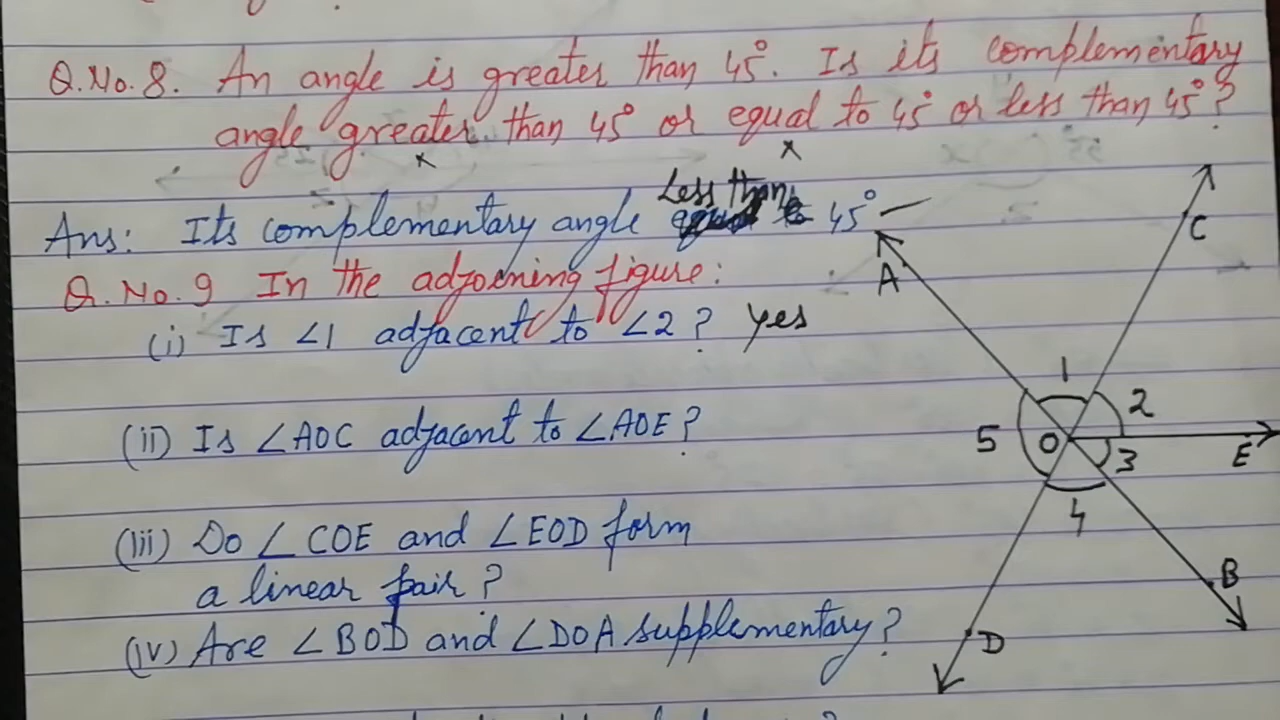 Q.No.8. An angle is greater than 45°. Is its complementary
angle greater than 45° or equal to 45° or less than 45°?
x x
Less than
Ans: Its complementary angle 45°
Q.No.9 In the adjoining figure:
(i) Is ∠1 adjacent to ∠2? Yes
(ii) Is ∠AOC adjacent to ∠AOE?
(iii) Do ∠COE and ∠EOD form
a linear pair?
(iv) Are ∠BOD and ∠DOA supplementary?
C
A
1
2
5 O 3 E
4
B
D